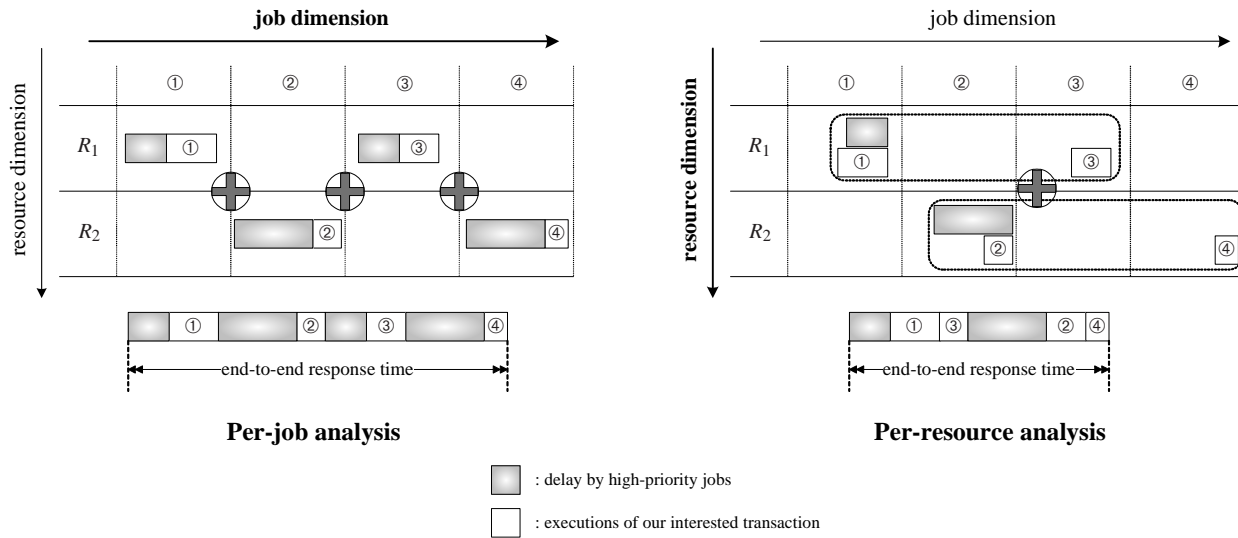 job dimension
resource dimension
① ② ③ ④
R1
① ③
R2
② ④
① ② ③ ④
end-to-end response time
Per-job analysis
job dimension
resource dimension
① ② ③ ④
R1
① ③
R2
② ④
① ③ ② ④
end-to-end response time
Per-resource analysis
: delay by high-priority jobs
: executions of our interested transaction